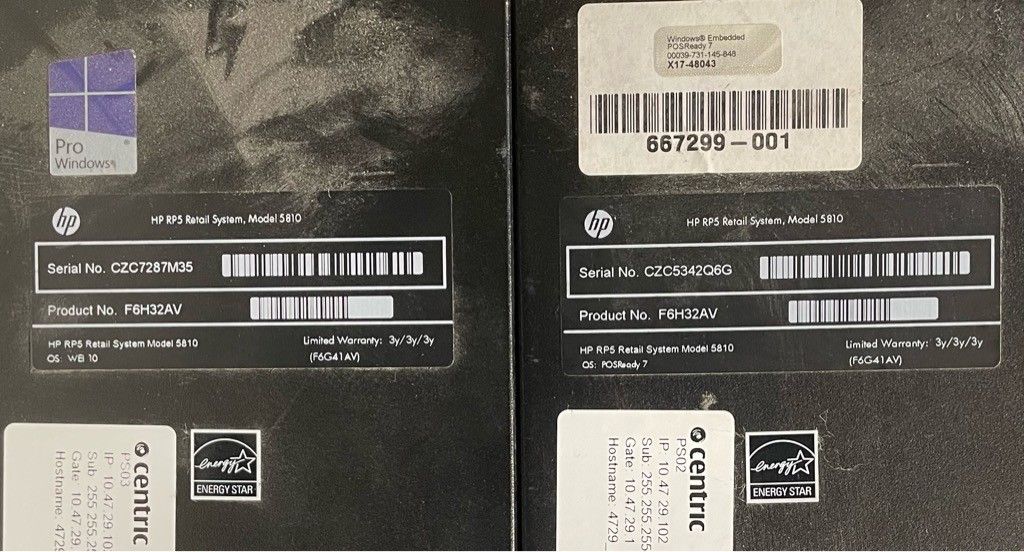 Pro
Windows®
hp
HP RP5 Retail System, Model 5810
Serial No. CZC7287M35
Product No. F6H32AV
HP RP5 Retail System Model 5810
OS: WEI 10
Limited Warranty: 3y/3y/3y
(F6G41AV)
centric
PS03
IP: 10.47.29.10
Sub: 255.255.2
Gate: 10.47.29.
Hostname: 4729
energy
ENERGY STAR
Windows® Embedded
POSReady 7
00039-731-145-848
X17-48043
667299-001
hp
HP RP5 Retail System, Model 5810
Serial No. CZC5342Q6G
Product No. F6H32AV
HP RP5 Retail System Model 5810
OS: POSReady 7
Limited Warranty: 3y/3y/3y
(F6G41AV)
centric
PS02
IP: 10.47.29.102
Sub: 255.255.255
Gate: 10.47.29.1
Hostname: 4729_
energy
ENERGY STAR